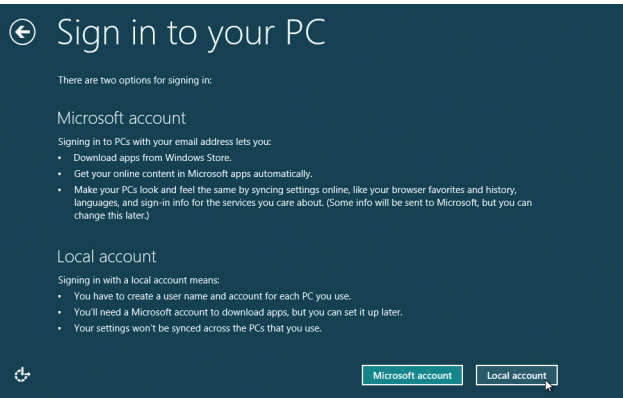 Sign in to your PC
There are two options for signing in:
Microsoft account
Signing in to PCs with your email address lets you:
• Download apps from Windows Store.
• Get your online content in Microsoft apps automatically.
• Make your PCs look and feel the same by syncing settings online, like your browser favorites and history,
languages, and sign-in info for the services you care about. (Some info will be sent to Microsoft, but you can
change this later.)
Local account
Signing in with a local account means:
• You have to create a user name and account for each PC you use.
• You'll need a Microsoft account to download apps, but you can set it up later.
• Your settings won't be synced across the PCs that you use.
Microsoft account Local account